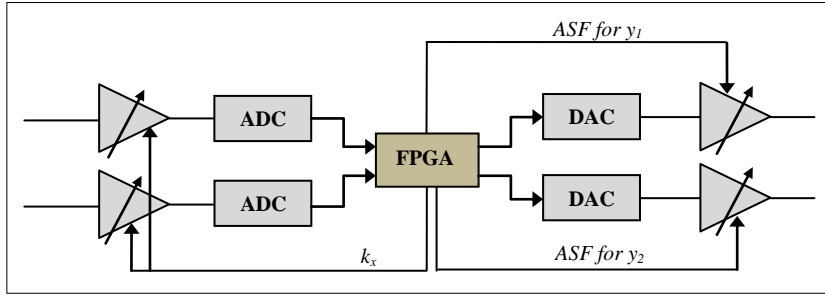 ASF for y1
ADC
DAC
FPGA
ADC
DAC
kx
ASF for y2